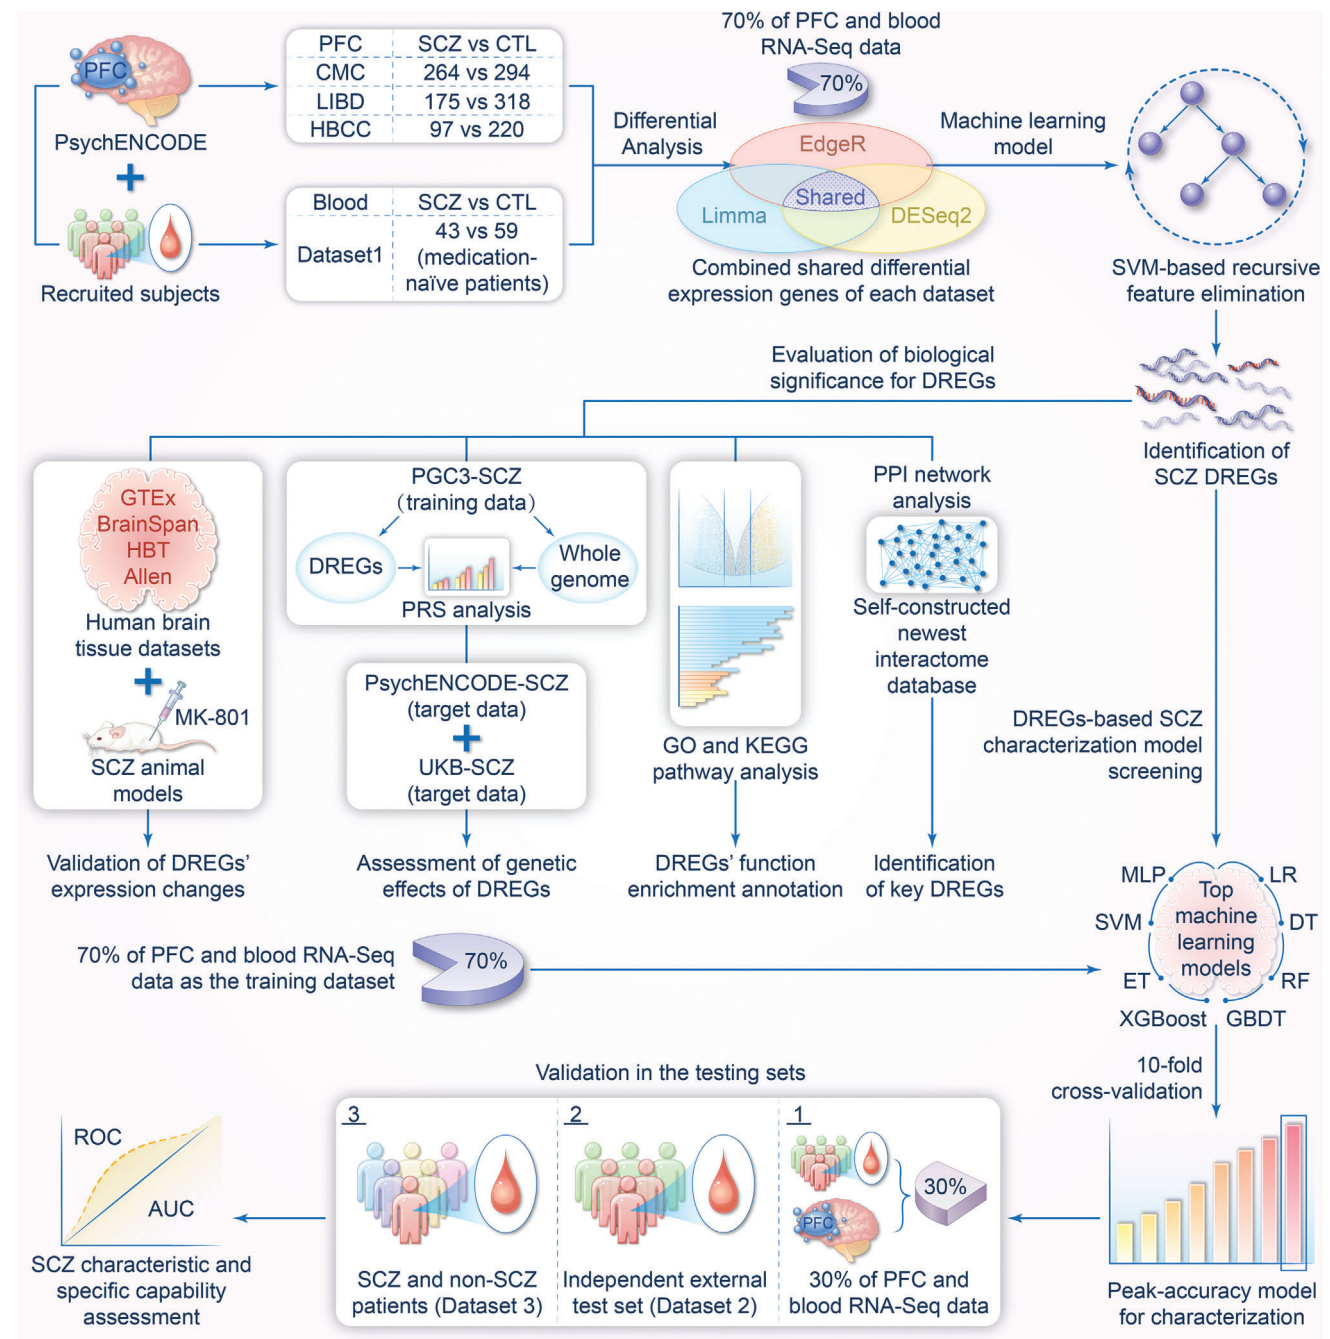 PFC
PsychENCODE
Recruited subjects
PFC SCZ vs CTL
CMC 264 vs 294
LIBD 175 vs 318
HBCC 97 vs 220
Blood SCZ vs CTL
Dataset1 43 vs 59
(medication-
naïve patients)
Differential
Analysis
70% of PFC and blood
RNA-Seq data
70%
EdgeR
Shared
Limma
DESeq2
Combined shared differential
expression genes of each dataset
Machine learning
model
SVM-based recursive
feature elimination
Identification of
SCZ DREGs
Evaluation of biological
significance for DREGs
GTEx
BrainSpan
HBT
Allen
Human brain
tissue datasets
MK-801
SCZ animal
models
Validation of DREGs’
expression changes
PGC3-SCZ
(training data)
DREGs
Whole
genome
PRS analysis
PsychENCODE-SCZ
(target data)
UKB-SCZ
(target data)
Assessment of genetic
effects of DREGs
GO and KEGG
pathway analysis
DREGs’ function
enrichment annotation
PPI network
analysis
Self-constructed
newest
interactome
database
Identification
of key DREGs
DREGs-based SCZ
characterization model
screening
70% of PFC and blood RNA-Seq
data as the training dataset
70%
MLP
LR
SVM
DT
ET
RF
XGBoost
GBDT
Top
machine
learning
models
10-fold
cross-validation
Peak-accuracy model
for characterization
Validation in the testing sets
1
PFC
30%
30% of PFC and
blood RNA-Seq data
2
Independent external
test set (Dataset 2)
3
SCZ and non-SCZ
patients (Dataset 3)
ROC
AUC
SCZ characteristic and
specific capability
assessment